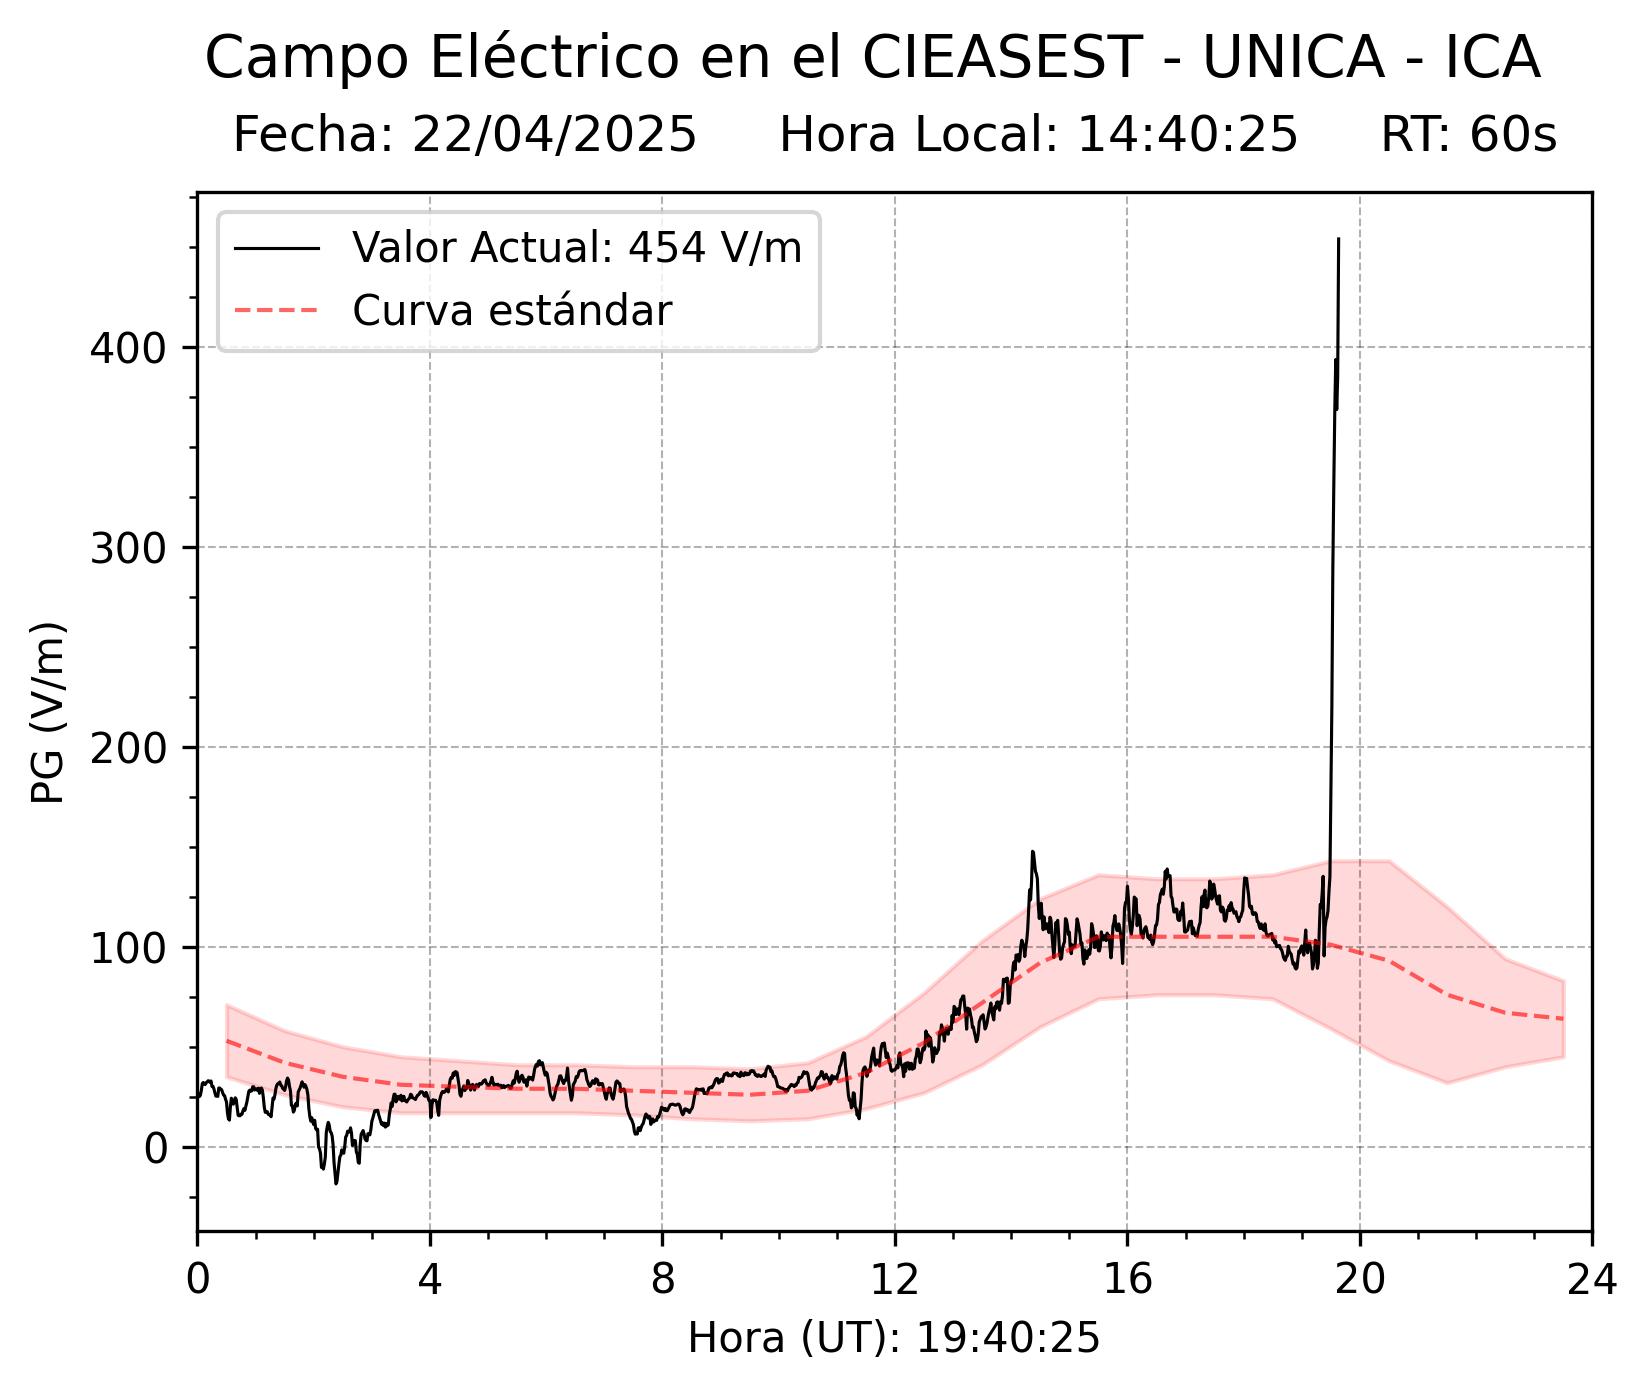 Campo Eléctrico en el CIEASEST - UNICA - ICA
Fecha: 22/04/2025 Hora Local: 14:40:25 RT: 60s
Valor Actual: 454 V/m
Curva estándar
400
300
200
100
0
PG (V/m)
0 4 8 12 16 20 24
Hora (UT): 19:40:25